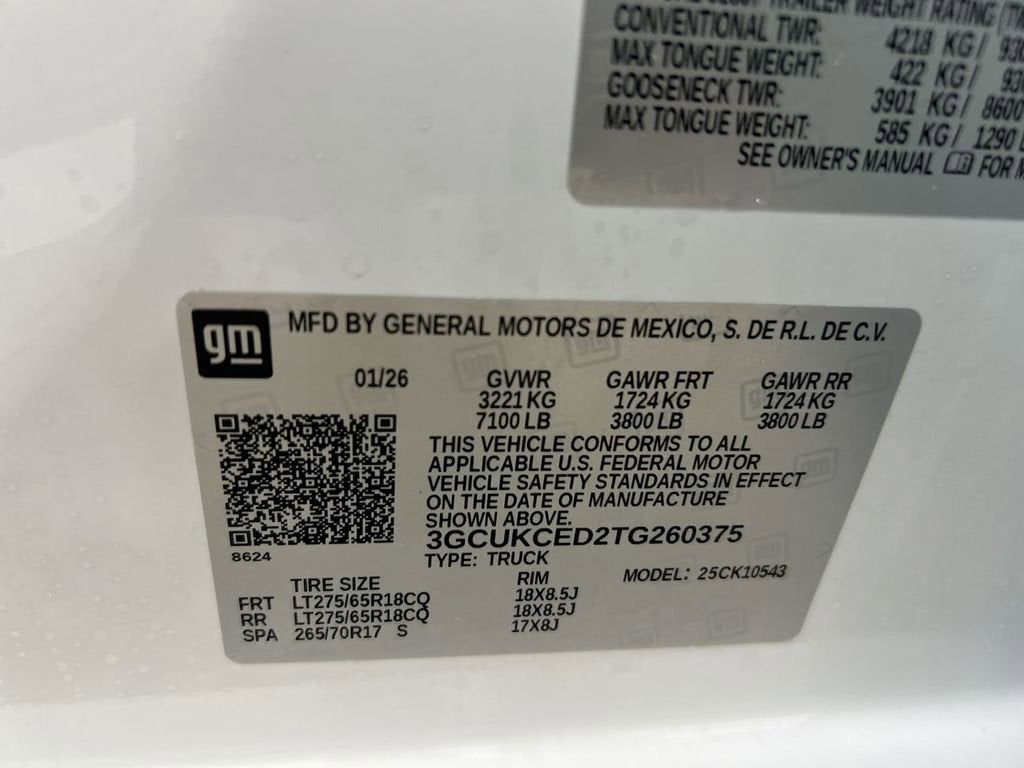 TRAILER WEIGHT RATING
CONVENTIONAL TWR: 4218 KG/
MAX TONGUE WEIGHT: 422 KG/
GOOSENECK TWR: 3901 KG/ 8600
MAX TONGUE WEIGHT: 585 KG/ 1290
SEE OWNER'S MANUAL FOR
gm MFD BY GENERAL MOTORS DE MEXICO, S. DE R.L. DE C.V.
01/26 GVWR GAWR FRT GAWR RR
3221 KG 1724 KG 1724 KG
7100 LB 3800 LB 3800 LB
THIS VEHICLE CONFORMS TO ALL
APPLICABLE U.S. FEDERAL MOTOR
VEHICLE SAFETY STANDARDS IN EFFECT
ON THE DATE OF MANUFACTURE
SHOWN ABOVE.
3GCUKCED2TG260375
8624 TYPE: TRUCK
TIRE SIZE RIM MODEL: 25CK10543
FRT LT275/65R18CQ 18X8.5J
RR LT275/65R18CQ 18X8.5J
SPA 265/70R17 S 17X8J